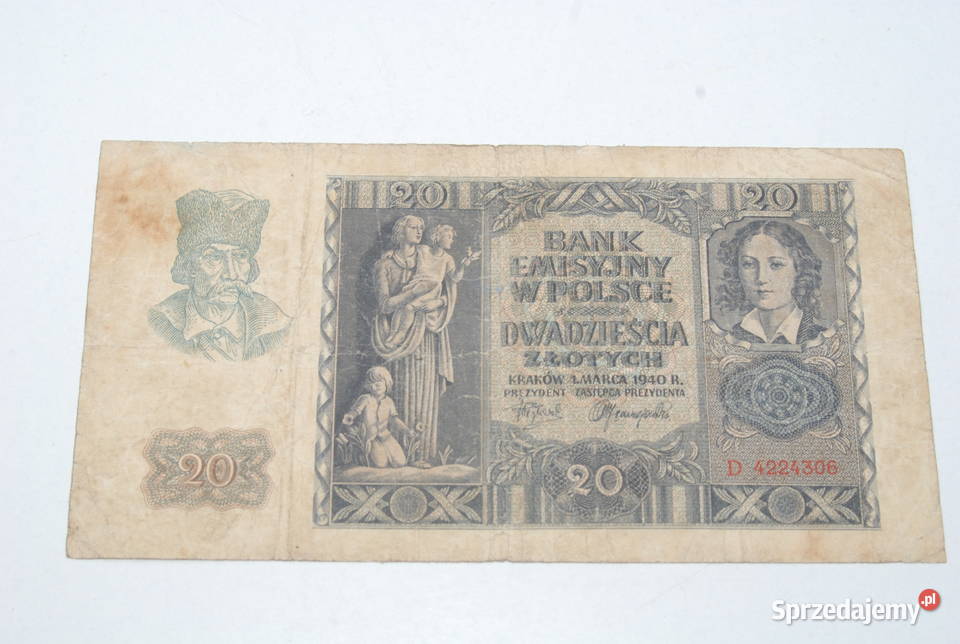 20
20
BANK
EMISYJNY
W POLSCE
DWADZIEŚCIA
ZŁOTYCH
KRAKÓW 1. MARCA 1940 R.
PREZYDENT ZASTĘPCA PREZYDENTA
20
20
D 4224306
Sprzedajemy.pl